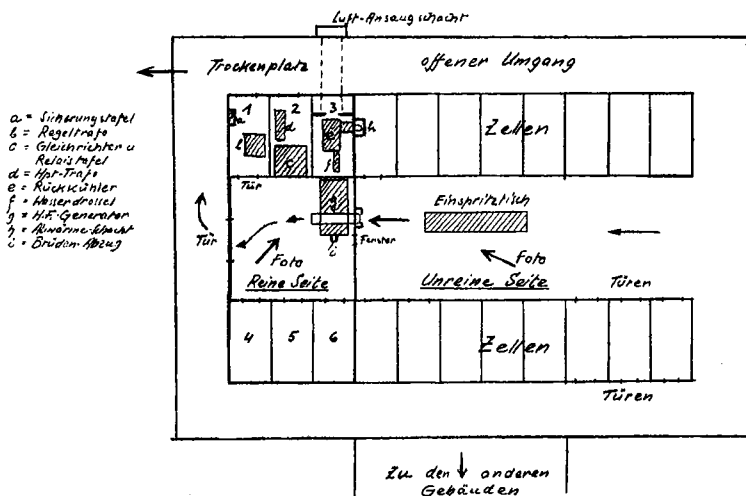 Luft-Ansaugschacht
Trockenplatz
offener Umgang
a = Sicherungstafel
b = Regeltrafo
c = Gleichrichter u
Relaistafel
d = Hpt-Trafo
e = Rückkühler
f = Wasserdrossel
g = H.F. Generator
h = Abwärme-Schacht
i = Brüden-Abzug
1
2
3
a
b
d
c
e
f
h
Zellen
Tür
g
i
Tür
Foto
Fenster
Einspritztisch
Foto
Reine Seite
Unreine Seite
Türen
4
5
6
Zellen
Türen
Zu den anderen
Gebäuden